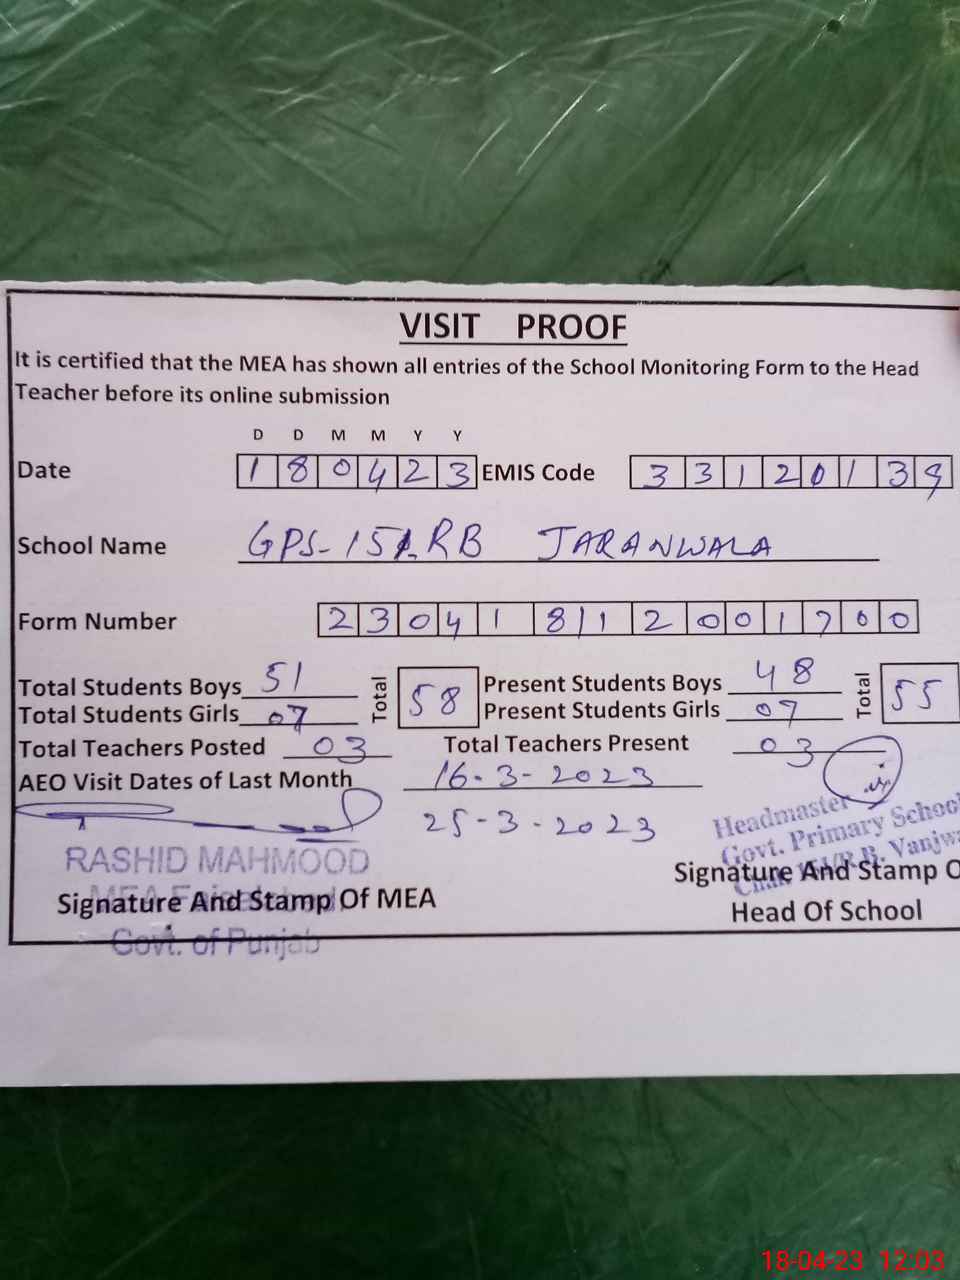 VISIT PROOF
It is certified that the MEA has shown all entries of the School Monitoring Form to the Head
Teacher before its online submission
D D M M Y Y
Date 1 8 0 4 2 3 EMIS Code 3 3 1 2 0 1 3 9
School Name GPS-151-RB JARANWALA
Form Number 2 3 0 4 1 8 1 1 2 0 0 1 7 0 0
Total Students Boys 51 Total 58 Present Students Boys 48 Total 55
Total Students Girls 07 Present Students Girls 07
Total Teachers Posted 03 Total Teachers Present 03
AEO Visit Dates of Last Month 16-3-2023
25-3-2023
Headmaster
Govt. Primary School
R.B. Vanjwa
RASHID MAHMOOD
MEA
Signature And Stamp Of MEA
Govt. of Punjab
Signature And Stamp O
Head Of School
18-04-23 12:03